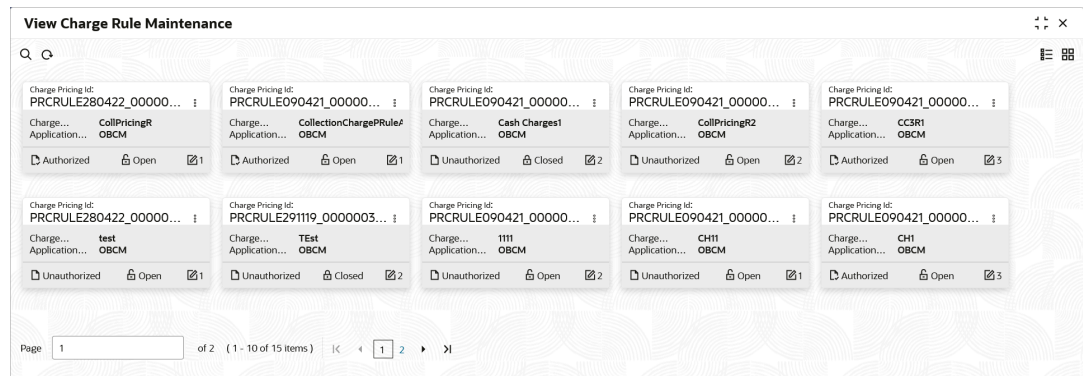 View Charge Rule Maintenance
Charge Pricing Id:
PRCRULE280422_00000...
Charge... CollPricingR
Application... OBCM
Authorized Open 1
Charge Pricing Id:
PRCRULE090421_00000...
Charge... CollectionChargePRuleA
Application... OBCM
Authorized Open 1
Charge Pricing Id:
PRCRULE090421_00000...
Charge... Cash Charges1
Application... OBCM
Unauthorized Closed 2
Charge Pricing Id:
PRCRULE090421_00000...
Charge... CollPricingR2
Application... OBCM
Unauthorized Open 2
Charge Pricing Id:
PRCRULE090421_00000...
Charge... CC3R1
Application... OBCM
Authorized Open 3
Charge Pricing Id:
PRCRULE280422_00000...
Charge... test
Application... OBCM
Unauthorized Open 1
Charge Pricing Id:
PRCRULE291119_0000003...
Charge... TEst
Application... OBCM
Unauthorized Closed 2
Charge Pricing Id:
PRCRULE090421_00000...
Charge... 1111
Application... OBCM
Unauthorized Open 2
Charge Pricing Id:
PRCRULE090421_00000...
Charge... CH11
Application... OBCM
Unauthorized Open 1
Charge Pricing Id:
PRCRULE090421_00000...
Charge... CH1
Application... OBCM
Authorized Open 3
Page 1 of 2 ( 1 - 10 of 15 items ) 1 2